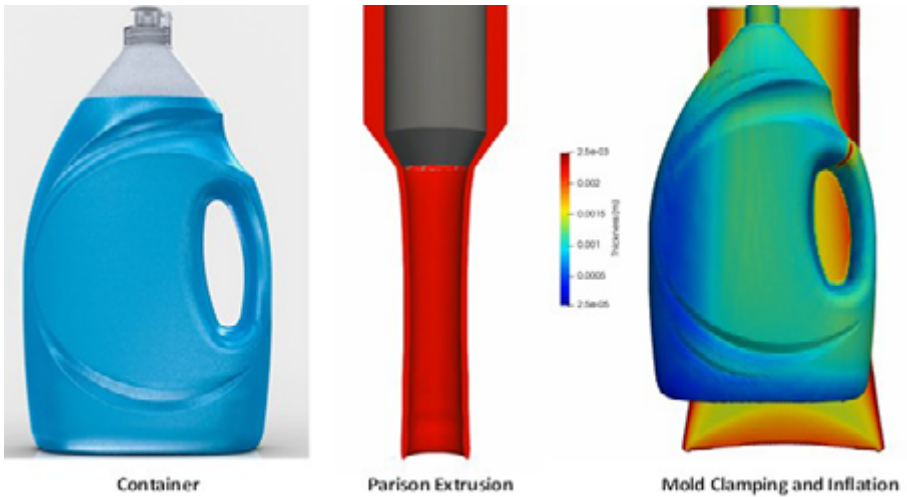 2.5e-03
0.002
0.0015
0.001
0.0005
2.5e-05
Thickness (m)
Container
Parison Extrusion
Mold Clamping and Inflation